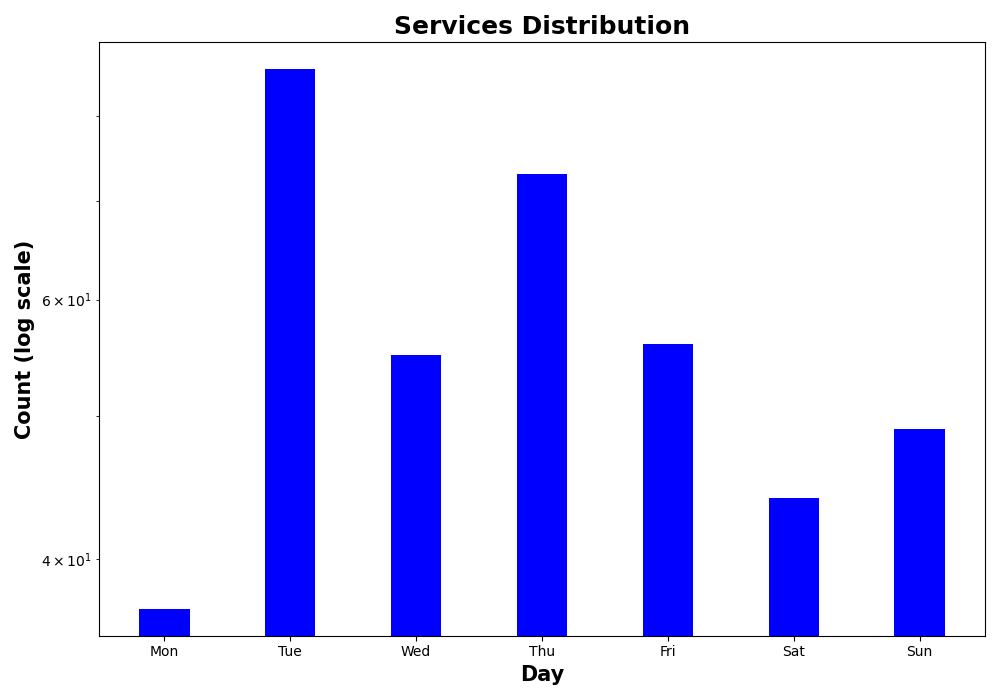 Services Distribution
Count (log scale)
6 × 10¹
4 × 10¹
Mon Tue Wed Thu Fri Sat Sun
Day